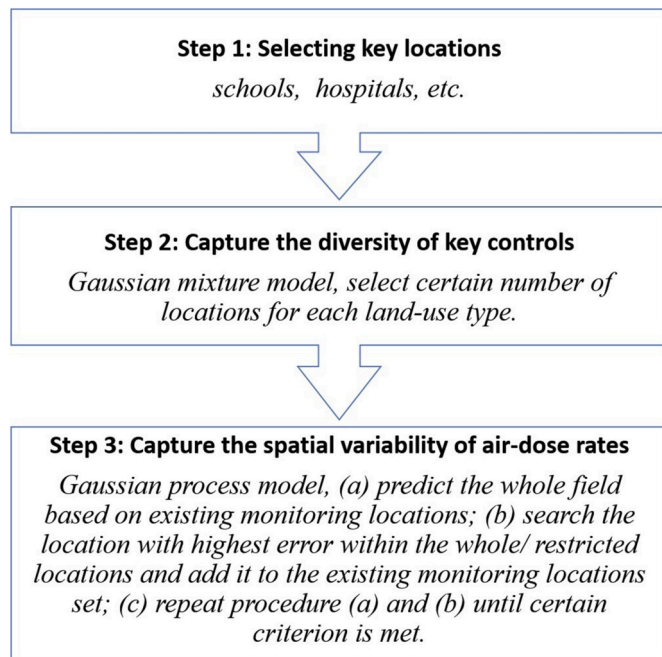 Step 1: Selecting key locations
schools, hospitals, etc.
Step 2: Capture the diversity of key controls
Gaussian mixture model, select certain number of
locations for each land-use type.
Step 3: Capture the spatial variability of air-dose rates
Gaussian process model, (a) predict the whole field
based on existing monitoring locations; (b) search the
location with highest error within the whole/ restricted
locations and add it to the existing monitoring locations
set; (c) repeat procedure (a) and (b) until certain
criterion is met.